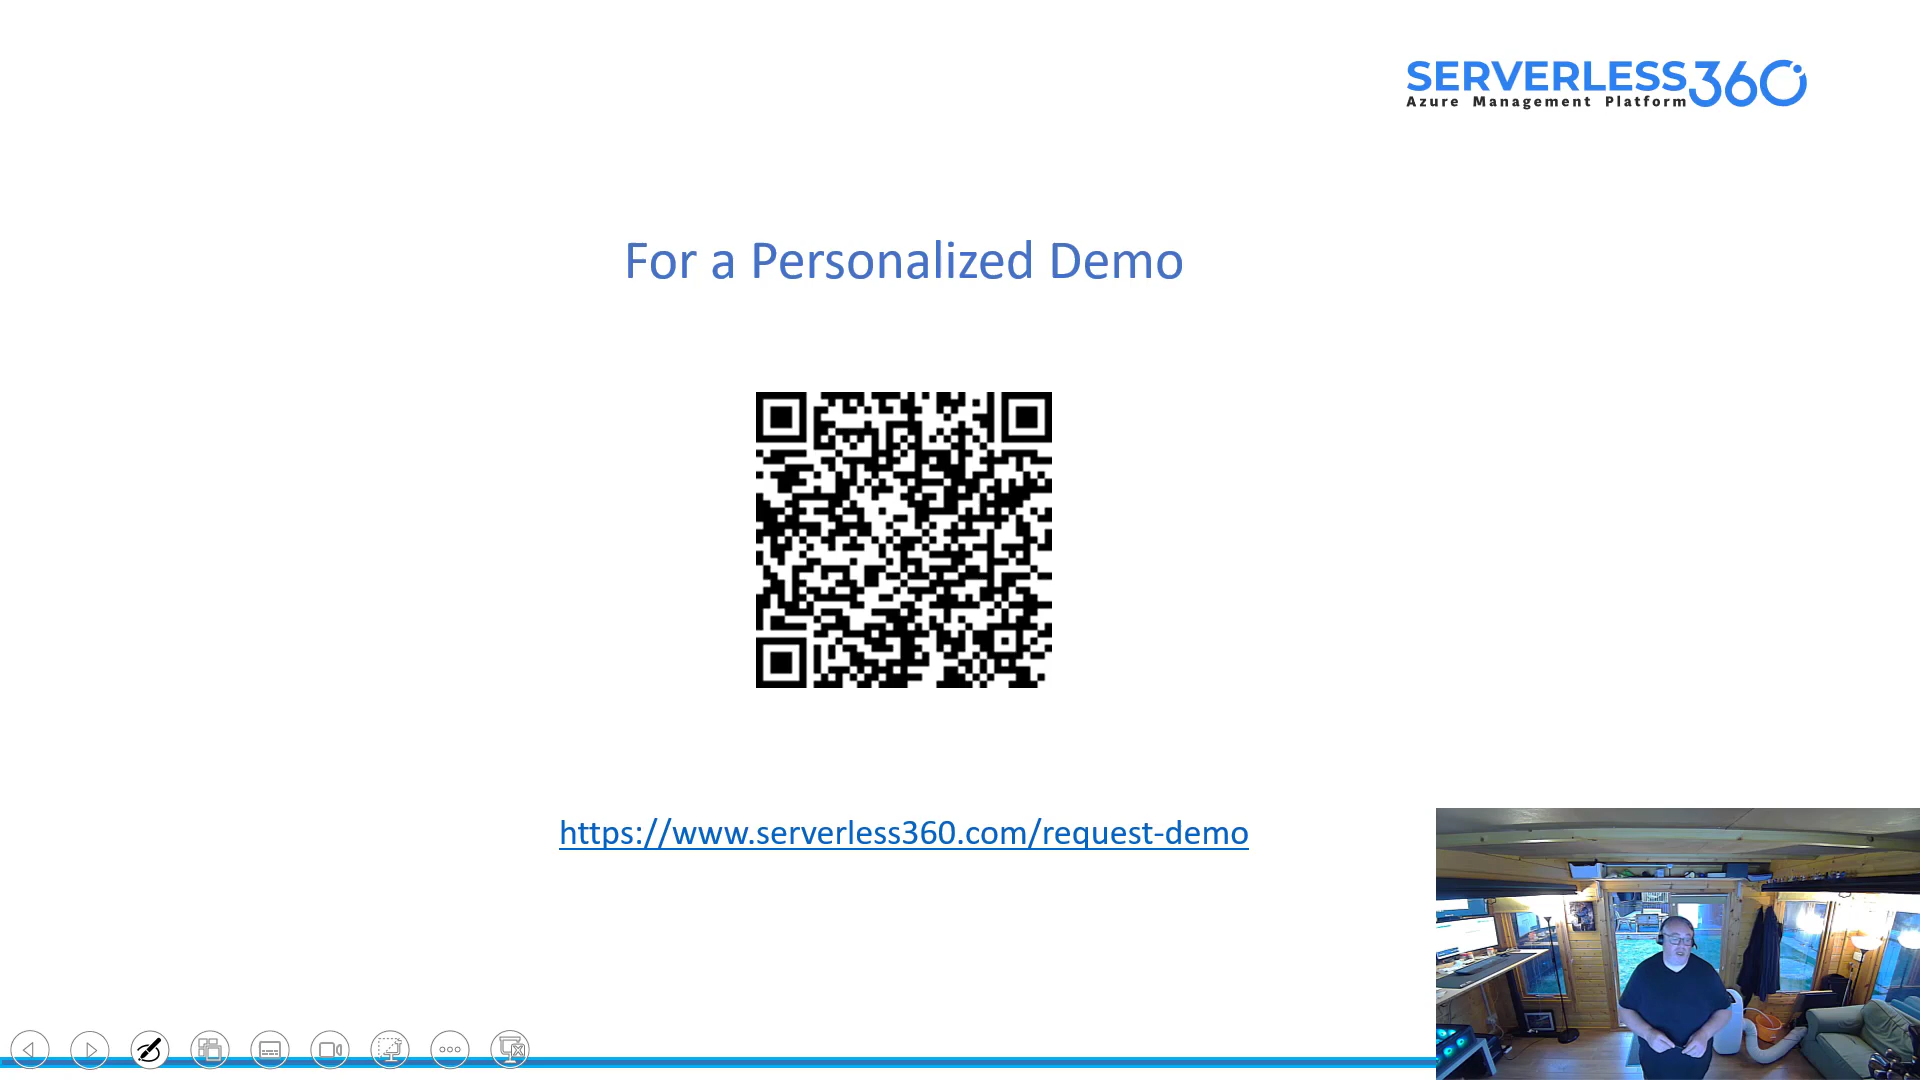 SERVERLESS360
Azure Management Platform
For a Personalized Demo
https://www.serverless360.com/request-demo